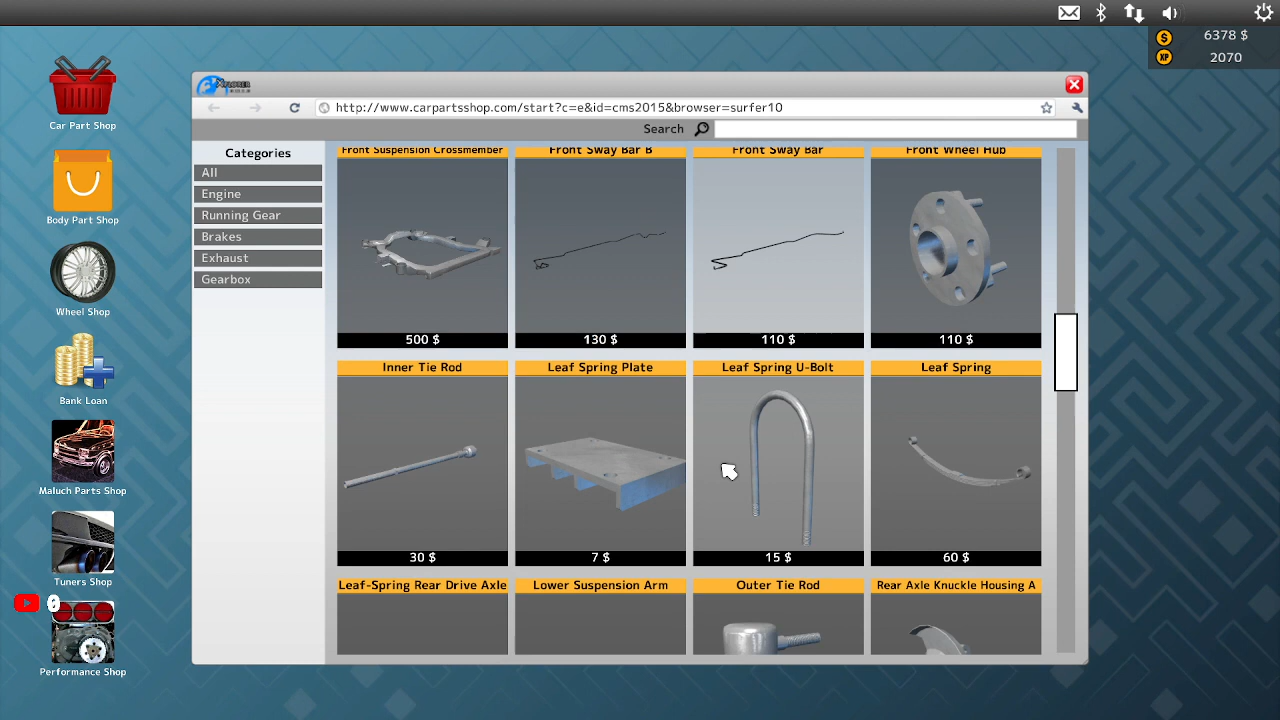 6378 $
2070
Car Part Shop
Body Part Shop
Wheel Shop
Bank Loan
Maluch Parts Shop
Tuners Shop
0
Performance Shop
http://www.carpartsshop.com/start?c=e&id=cms2015&browser=surfer10
Search
Categories
All
Engine
Running Gear
Brakes
Exhaust
Gearbox
Front Suspension Crossmember
Front Sway Bar B
Front Sway Bar
Front Wheel Hub
500 $
130 $
110 $
110 $
Inner Tie Rod
Leaf Spring Plate
Leaf Spring U-Bolt
Leaf Spring
30 $
7 $
15 $
60 $
Leaf-Spring Rear Drive Axle
Lower Suspension Arm
Outer Tie Rod
Rear Axle Knuckle Housing A